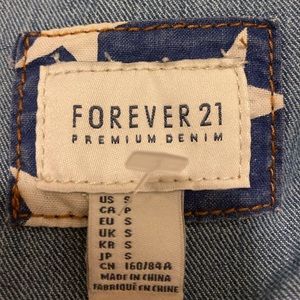 FOREVER 21
PREMIUM DENIM
US S
CA P
EU S
UK S
KR S
JP S
CN 160/84A
MADE IN CHINA
FABRIQUÉ EN CHINE